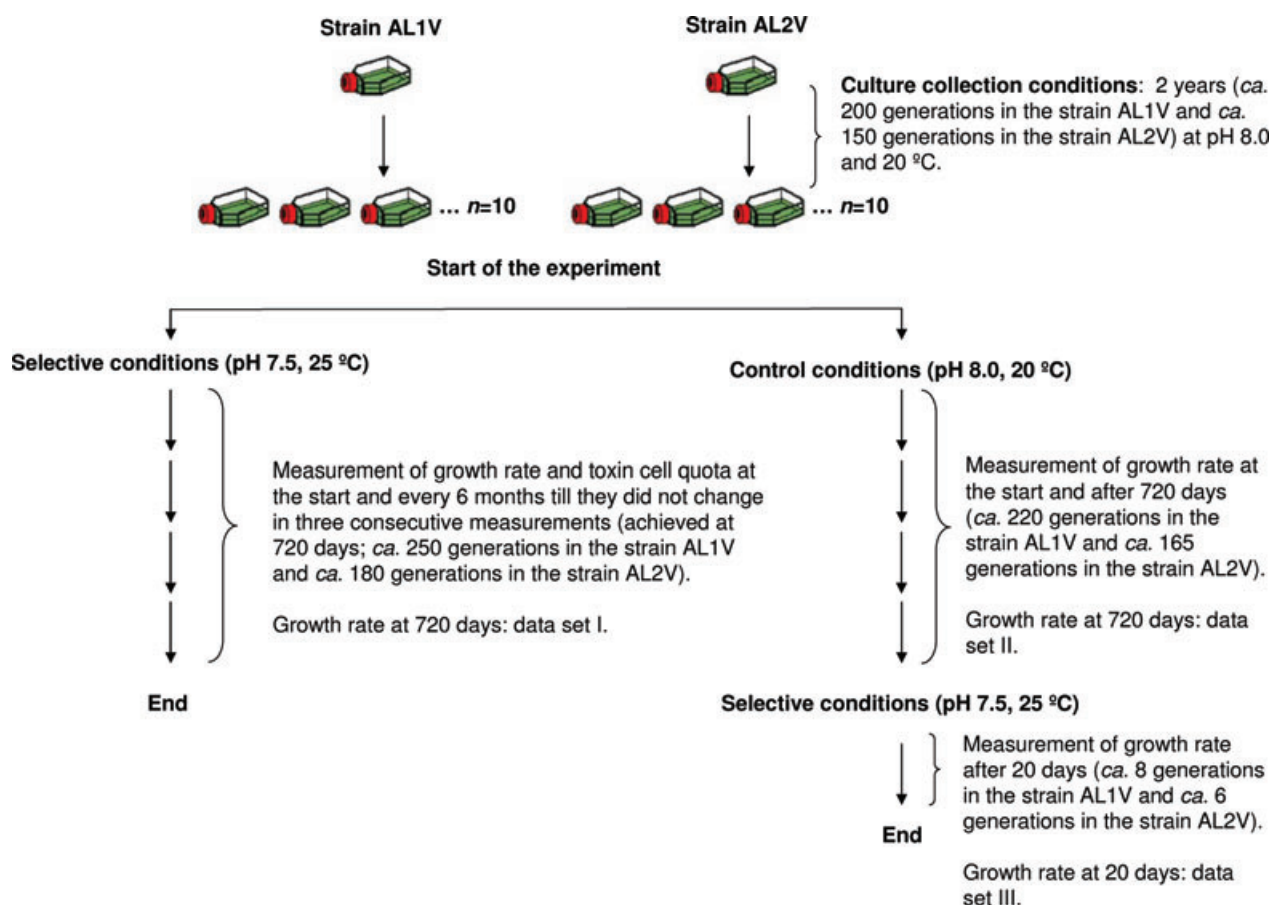 Strain AL1V
Strain AL2V
Culture collection conditions: 2 years (ca.
200 generations in the strain AL1V and ca.
150 generations in the strain AL2V) at pH 8.0
and 20 ºC.
... n=10
... n=10
Start of the experiment
Selective conditions (pH 7.5, 25 ºC)
Measurement of growth rate and toxin cell quota at
the start and every 6 months till they did not change
in three consecutive measurements (achieved at
720 days; ca. 250 generations in the strain AL1V
and ca. 180 generations in the strain AL2V).
Growth rate at 720 days: data set I.
End
Control conditions (pH 8.0, 20 ºC)
Measurement of growth rate at
the start and after 720 days
(ca. 220 generations in the
strain AL1V and ca. 165
generations in the strain AL2V).
Growth rate at 720 days: data
set II.
Selective conditions (pH 7.5, 25 ºC)
Measurement of growth rate
after 20 days (ca. 8 generations
in the strain AL1V and ca. 6
generations in the strain AL2V).
End
Growth rate at 20 days: data
set III.